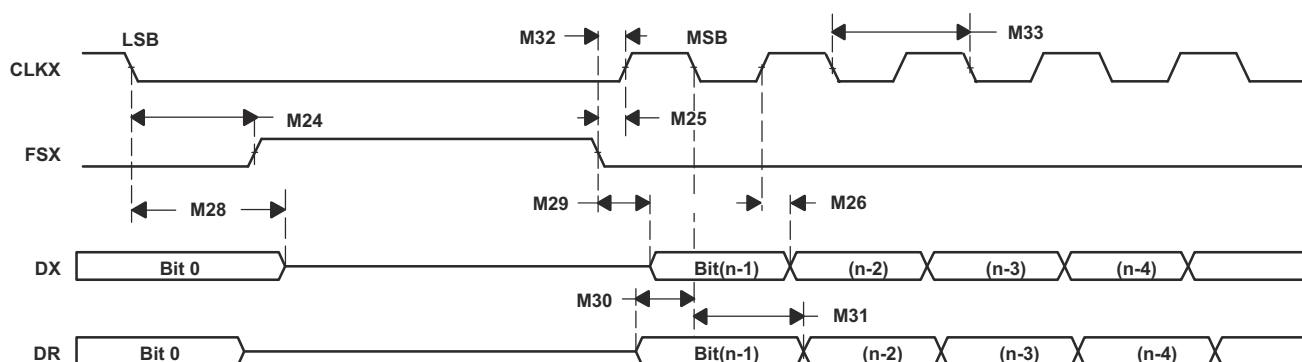 LSB
M32
MSB
M33
CLKX
M24
M25
FSX
M28
M29
M26
DX
Bit 0
Bit(n-1)
(n-2)
(n-3)
(n-4)
M30
M31
DR
Bit 0
Bit(n-1)
(n-2)
(n-3)
(n-4)